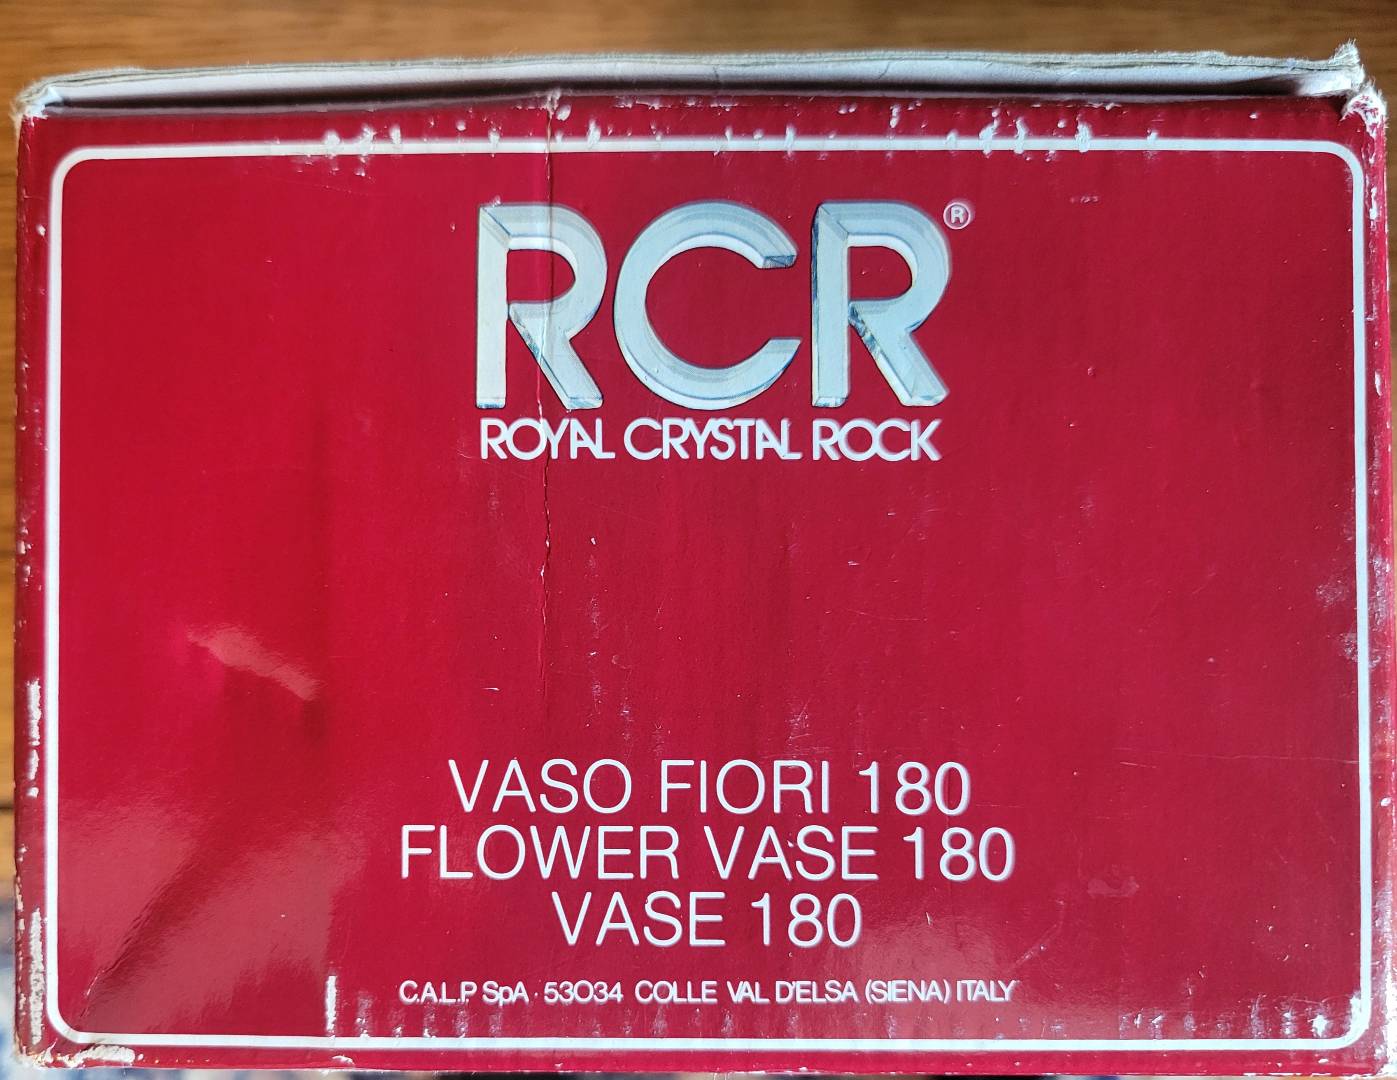 RCR®
ROYAL CRYSTAL ROCK
VASO FIORI 180
FLOWER VASE 180
VASE 180
C.A.L.P. SpA · 53034 COLLE VAL D'ELSA (SIENA) ITALY